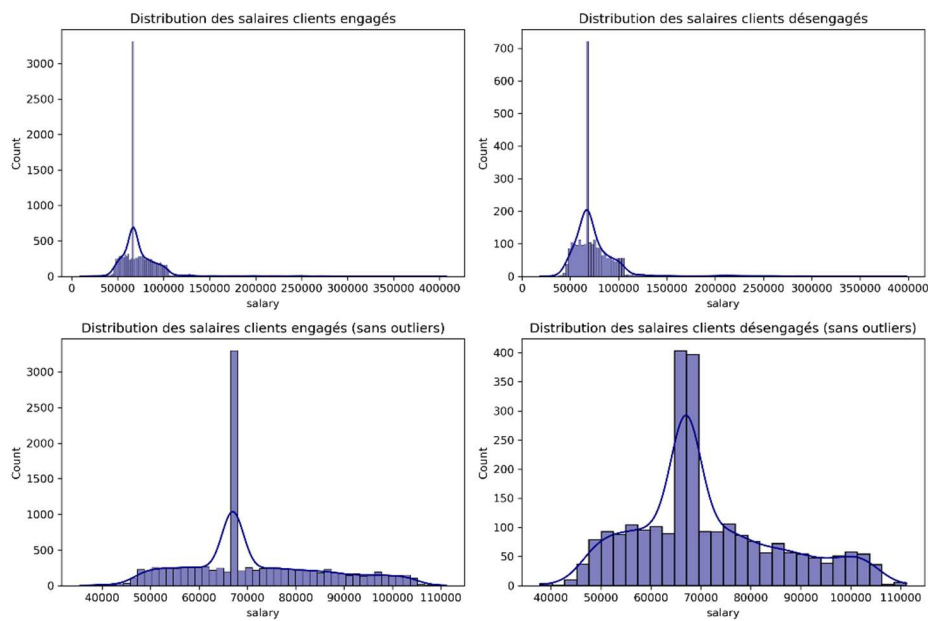 Distribution des salaires clients engagés
3000
2500
2000
1500
1000
500
0
Count
0 50000 100000 150000 200000 250000 300000 350000 400000
salary
Distribution des salaires clients désengagés
700
600
500
400
300
200
100
0
Count
0 50000 100000 150000 200000 250000 300000 350000 400000
salary
Distribution des salaires clients engagés (sans outliers)
3000
2500
2000
1500
1000
500
0
Count
40000 50000 60000 70000 80000 90000 100000 110000
salary
Distribution des salaires clients désengagés (sans outliers)
400
350
300
250
200
150
100
50
0
Count
40000 50000 60000 70000 80000 90000 100000 110000
salary